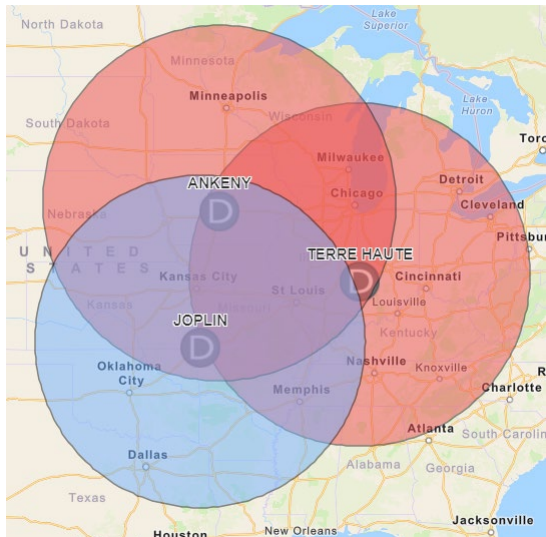 North Dakota
Lake
Superior
Minnesota
Minneapolis
South Dakota
Wisconsin
Lake
Huron
Milwaukee
Toro
Detroit
ANKENY
Chicago
Cleveland
D
Nebraska
Pittsbu
UNITED
STATES
TERRE HAUTE
Kansas City
D
Cincinnati
St Louis
Kansas
Missouri
Louisville
JOPLIN
Kentucky
D
Oklahoma
City
Nashville
Knoxville
R
Memphis
Charlotte
Atlanta
South Carolin
Dallas
Alabama
Georgia
Texas
Jacksonville
Houston
New Orleans